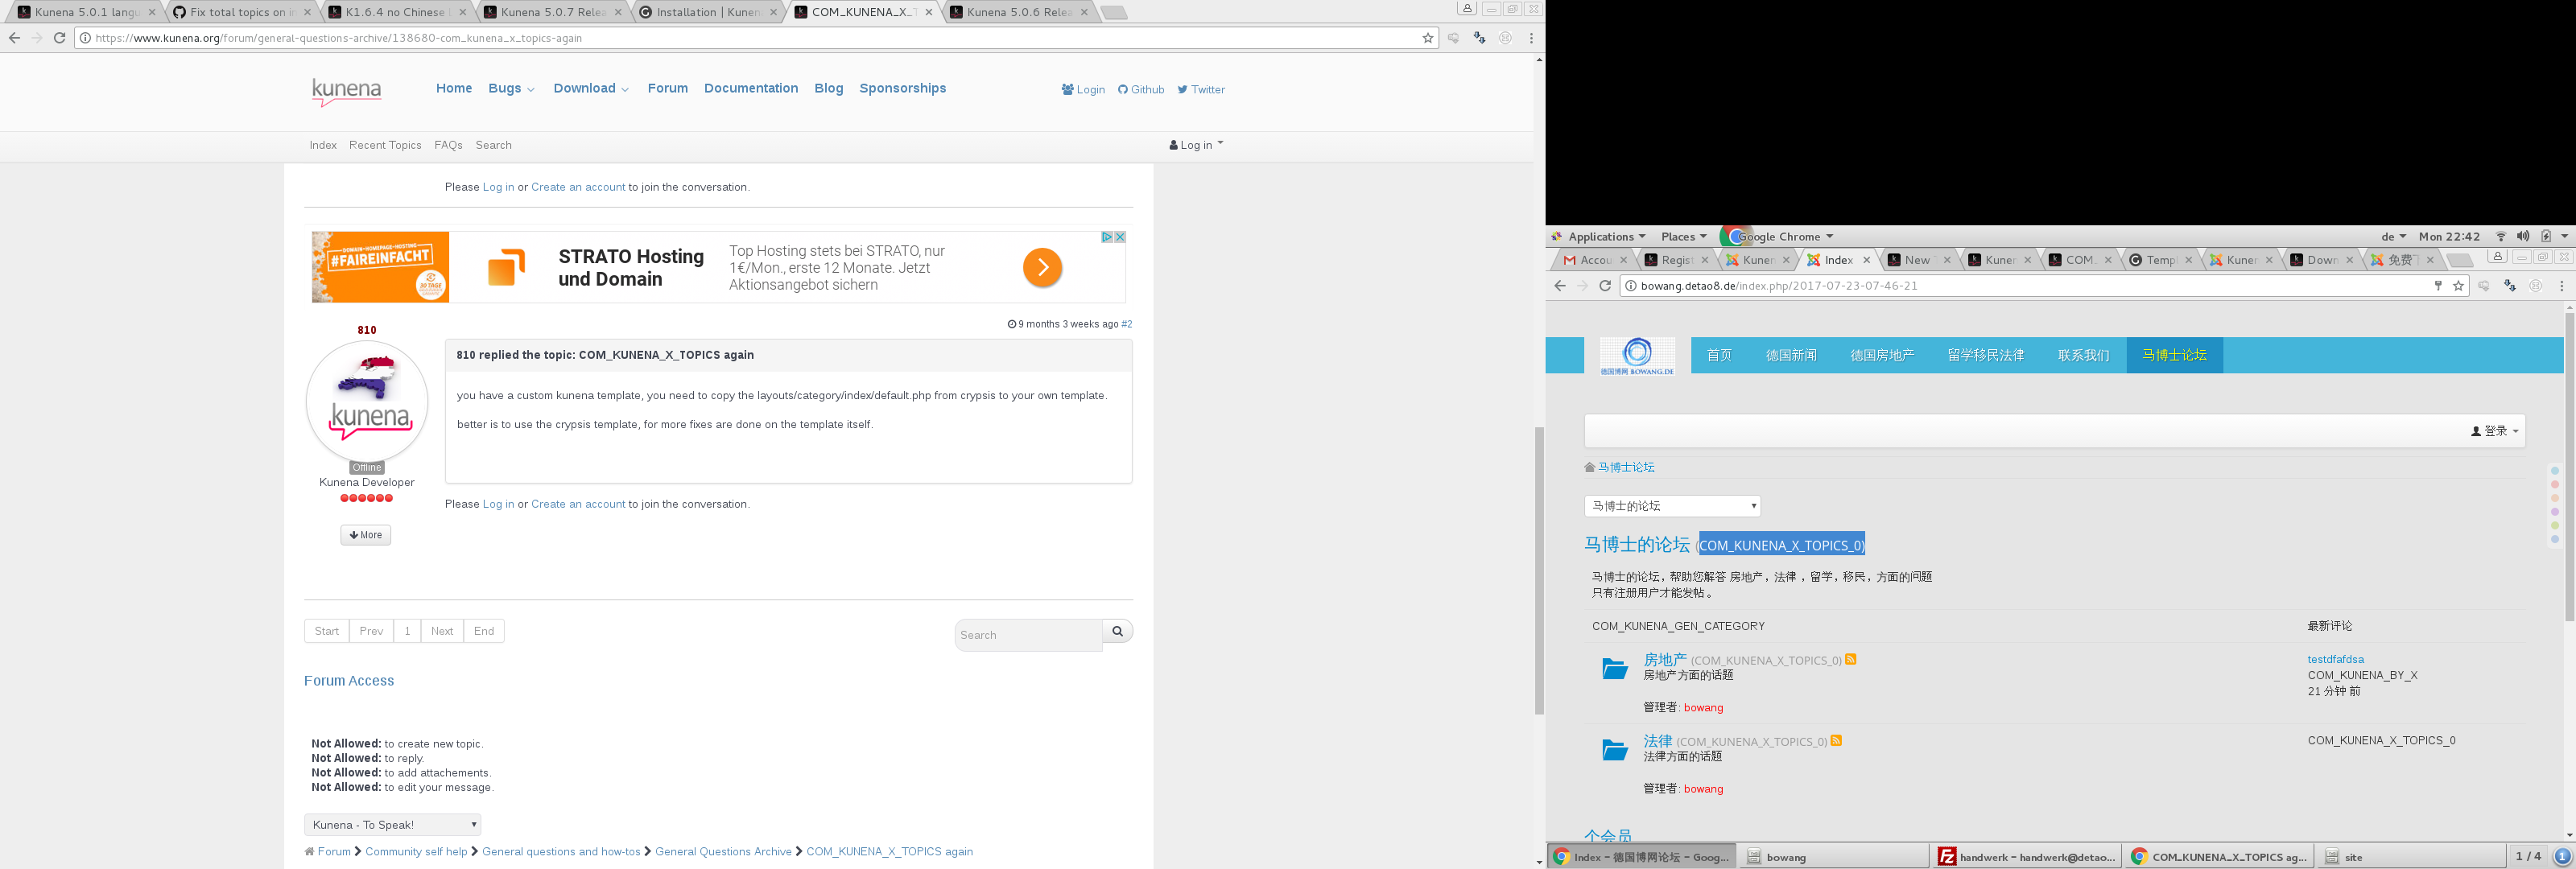 Kunena 5.0.1 langu
Fix total topics on in
K1.6.4 no Chinese
Kunena 5.0.7 Relea
Installation | Kunen
COM_KUNENA_X_T
Kunena 5.0.6 Relea
https://www.kunena.org/forum/general-questions-archive/138680-com_kunena_x_topics-again
kunena
Home
Bugs
Download
Forum
Documentation
Blog
Sponsorships
Login
Github
Twitter
Index
Recent Topics
FAQs
Search
Log in
Please Log in or Create an account to join the conversation.
DOMAIN-HOMEPAGE-HOSTING
#FAIREINFACHT
30 TAGE
STRATO Hosting
und Domain
Top Hosting stets bei STRATO, nur
1€/Mon., erste 12 Monate. Jetzt
Aktionsangebot sichern
9 months 3 weeks ago #2
810
810 replied the topic: COM_KUNENA_X_TOPICS again
you have a custom kunena template, you need to copy the layouts/category/index/default.php from crypsis to your own template.
better is to use the crypsis template, for more fixes are done on the template itself.
kunena
Offline
Kunena Developer
More
Please Log in or Create an account to join the conversation.
Start
Prev
1
Next
End
Search
Forum Access
Not Allowed: to create new topic.
Not Allowed: to reply.
Not Allowed: to add attachements.
Not Allowed: to edit your message.
Kunena - To Speak!
Forum > Community self help > General questions and how-tos > General Questions Archive > COM_KUNENA_X_TOPICS again
Applications
Places
Google Chrome
de
Mon 22:42
Accou
Regist
Kunen
Index
New T
Kuner
COM_
Templ
Kuner
Down
免费T
bowang.detao8.de/index.php/2017-07-23-07-46-21
德国博网 BOWANG.DE
首页
德国新闻
德国房地产
留学移民法律
联系我们
马博士论坛
登录
马博士论坛
马博士的论坛
马博士的论坛 (COM_KUNENA_X_TOPICS_0)
马博士的论坛，帮助您解答 房地产，法律 ，留学，移民，方面的问题
只有注册用户才能发帖 。
COM_KUNENA_GEN_CATEGORY
最新评论
房地产 (COM_KUNENA_X_TOPICS_0)
房地产方面的话题
管理者: bowang
testdfafdsa
COM_KUNENA_BY_X
21 分钟 前
法律 (COM_KUNENA_X_TOPICS_0)
法律方面的话题
管理者: bowang
COM_KUNENA_X_TOPICS_0
个会员
Index - 德国博网论坛 - Goog...
bowang
handwerk - handwerk@detao...
COM_KUNENA_X_TOPICS ag...
site
1 / 4
1